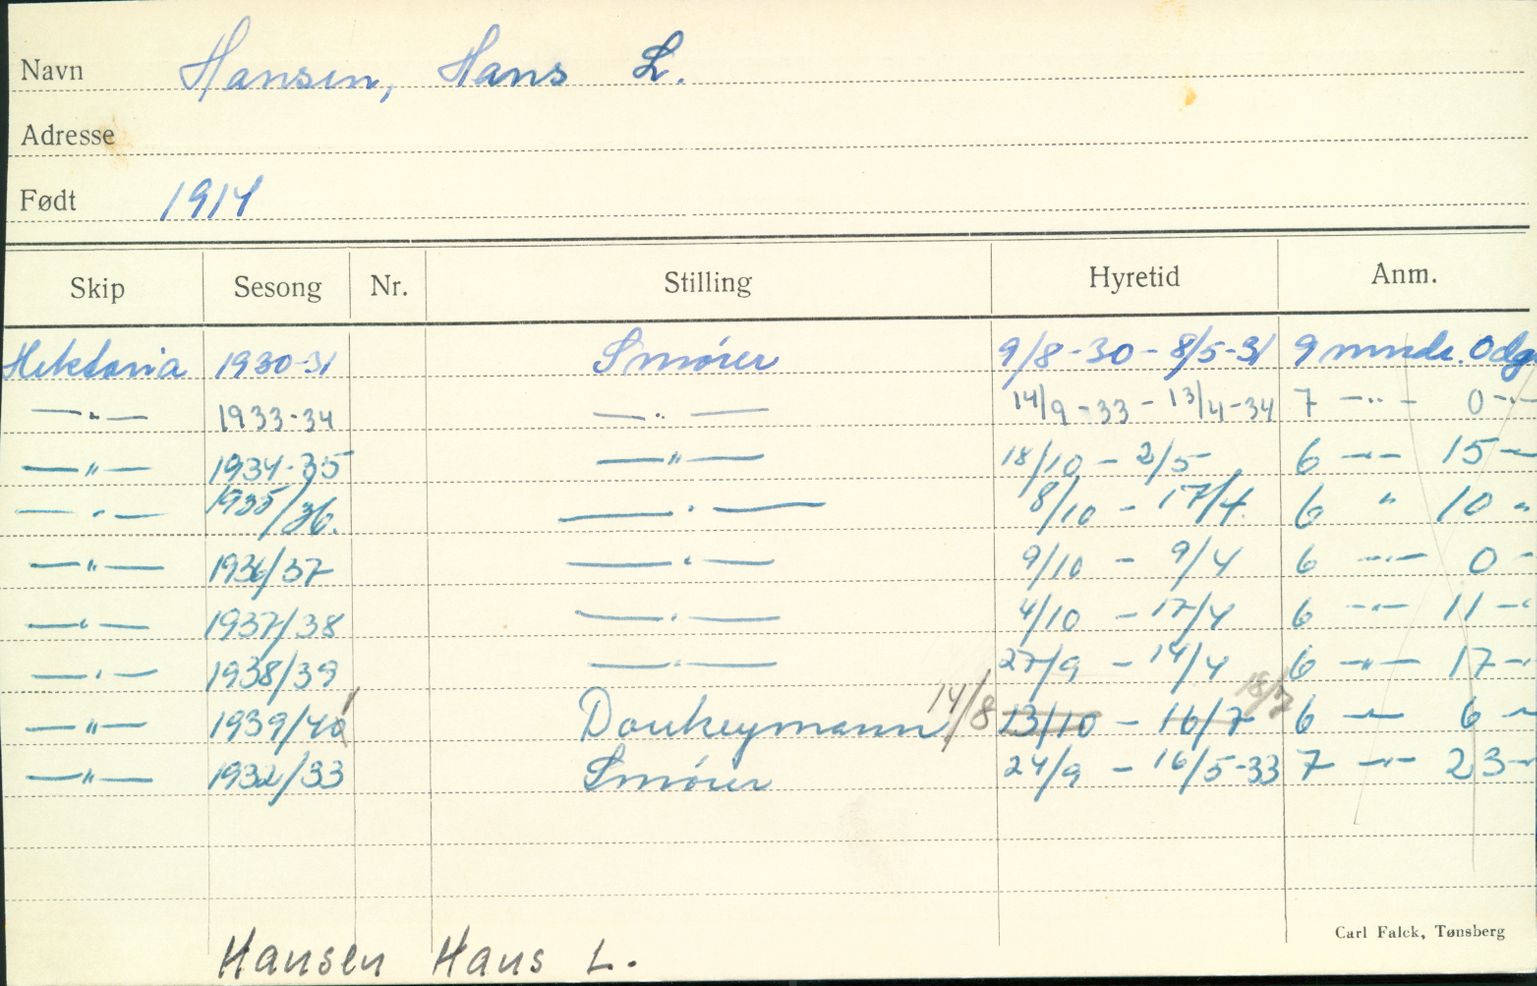 Navn Hansen, Hans L.
Adresse
Født 1914
Skip Sesong Nr. Stilling Hyretid Anm.
Hektoria 1930-31 Smører 9/8-30 - 8/5-31 9 mndr. 0 dg
—"— 1933-34 —"— 14/9-33 - 13/4-34 7 —"— 0 —"—
—"— 1934-35 —"— 18/10 - 2/5 6 —"— 15 —"—
—"— 1935/36. —"— 8/10 - 17/4. 6 " 10 "
—"— 1936/37 —"— 9/10 - 9/4 6 —"— 0 —
—"— 1937/38 —"— 4/10 - 17/4 6 —"— 11 —"
—"— 1938/39 —"— 27/9 - 14/4 6 —"— 17 —"
—"— 1939/40 Donkeymann 14/8 13/10 - 16/7 18/7 6 — 6 —
—"— 1932/33 Smører 24/9 - 16/5-33 7 —"— 23 —
Carl Falck, Tønsberg
Hansen Hans L.